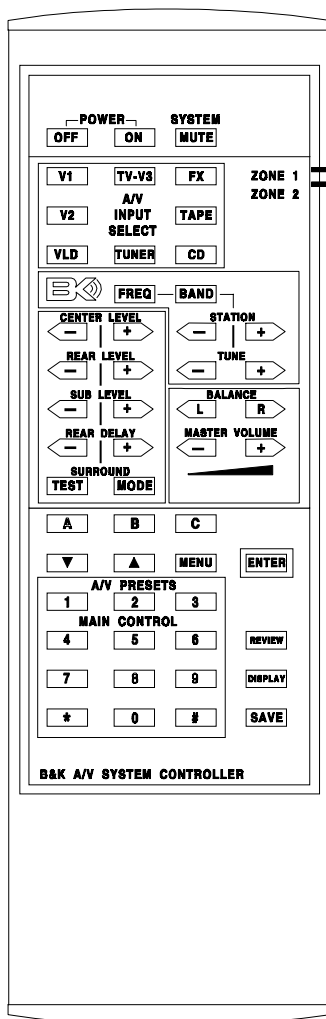 POWER SYSTEM
OFF ON MUTE
V1 TV-V3 FX ZONE 1
A/V ZONE 2
V2 INPUT TAPE
SELECT
VLD TUNER CD
BK FREQ BAND
CENTER LEVEL STATION
− + − +
REAR LEVEL TUNE
− + − +
SUB LEVEL BALANCE
− + L R
REAR DELAY MASTER VOLUME
− + − +
SURROUND
TEST MODE
A B C
▼ ▲ MENU ENTER
A/V PRESETS
1 2 3
MAIN CONTROL
4 5 6 REVIEW
7 8 9 DISPLAY
* 0 # SAVE
B&K A/V SYSTEM CONTROLLER